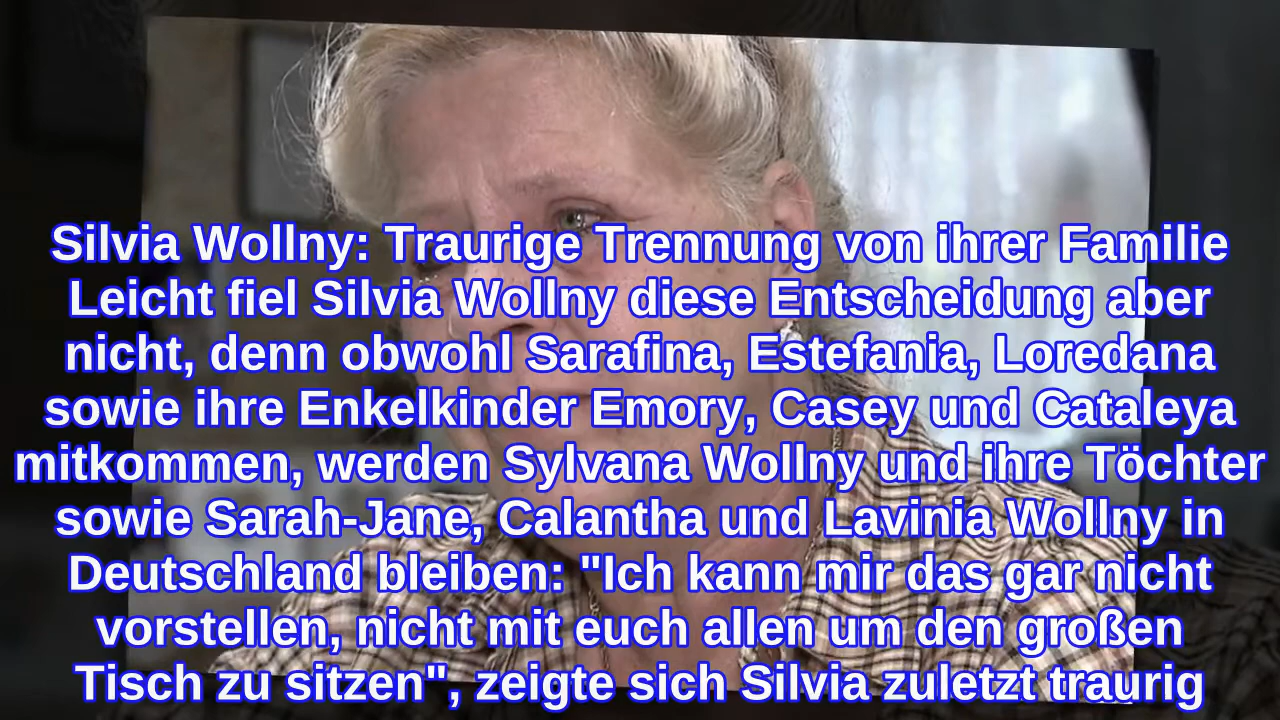 Silvia Wollny: Traurige Trennung von ihrer Familie
Leicht fiel Silvia Wollny diese Entscheidung aber
nicht, denn obwohl Sarafina, Estefania, Loredana
sowie ihre Enkelkinder Emory, Casey und Cataleya
mitkommen, werden Sylvana Wollny und ihre Töchter
sowie Sarah-Jane, Calantha und Lavinia Wollny in
Deutschland bleiben: "Ich kann mir das gar nicht
vorstellen, nicht mit euch allen um den großen
Tisch zu sitzen", zeigte sich Silvia zuletzt traurig